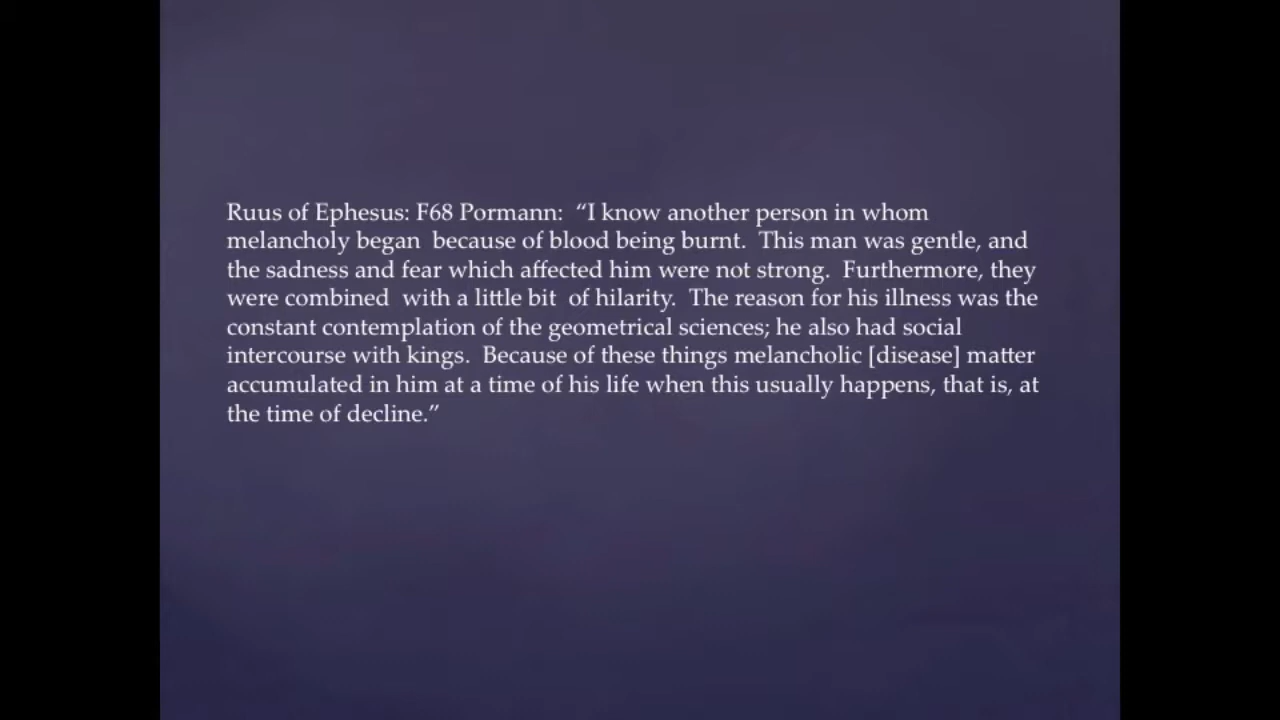 Ruus of Ephesus: F68 Pormann:  “I know another person in whom
melancholy began  because of blood being burnt.  This man was gentle, and
the sadness and fear which affected him were not strong.  Furthermore, they
were combined  with a little bit  of hilarity.  The reason for his illness was the
constant contemplation of the geometrical sciences; he also had social
intercourse with kings.  Because of these things melancholic [disease] matter
accumulated in him at a time of his life when this usually happens, that is, at
the time of decline.”